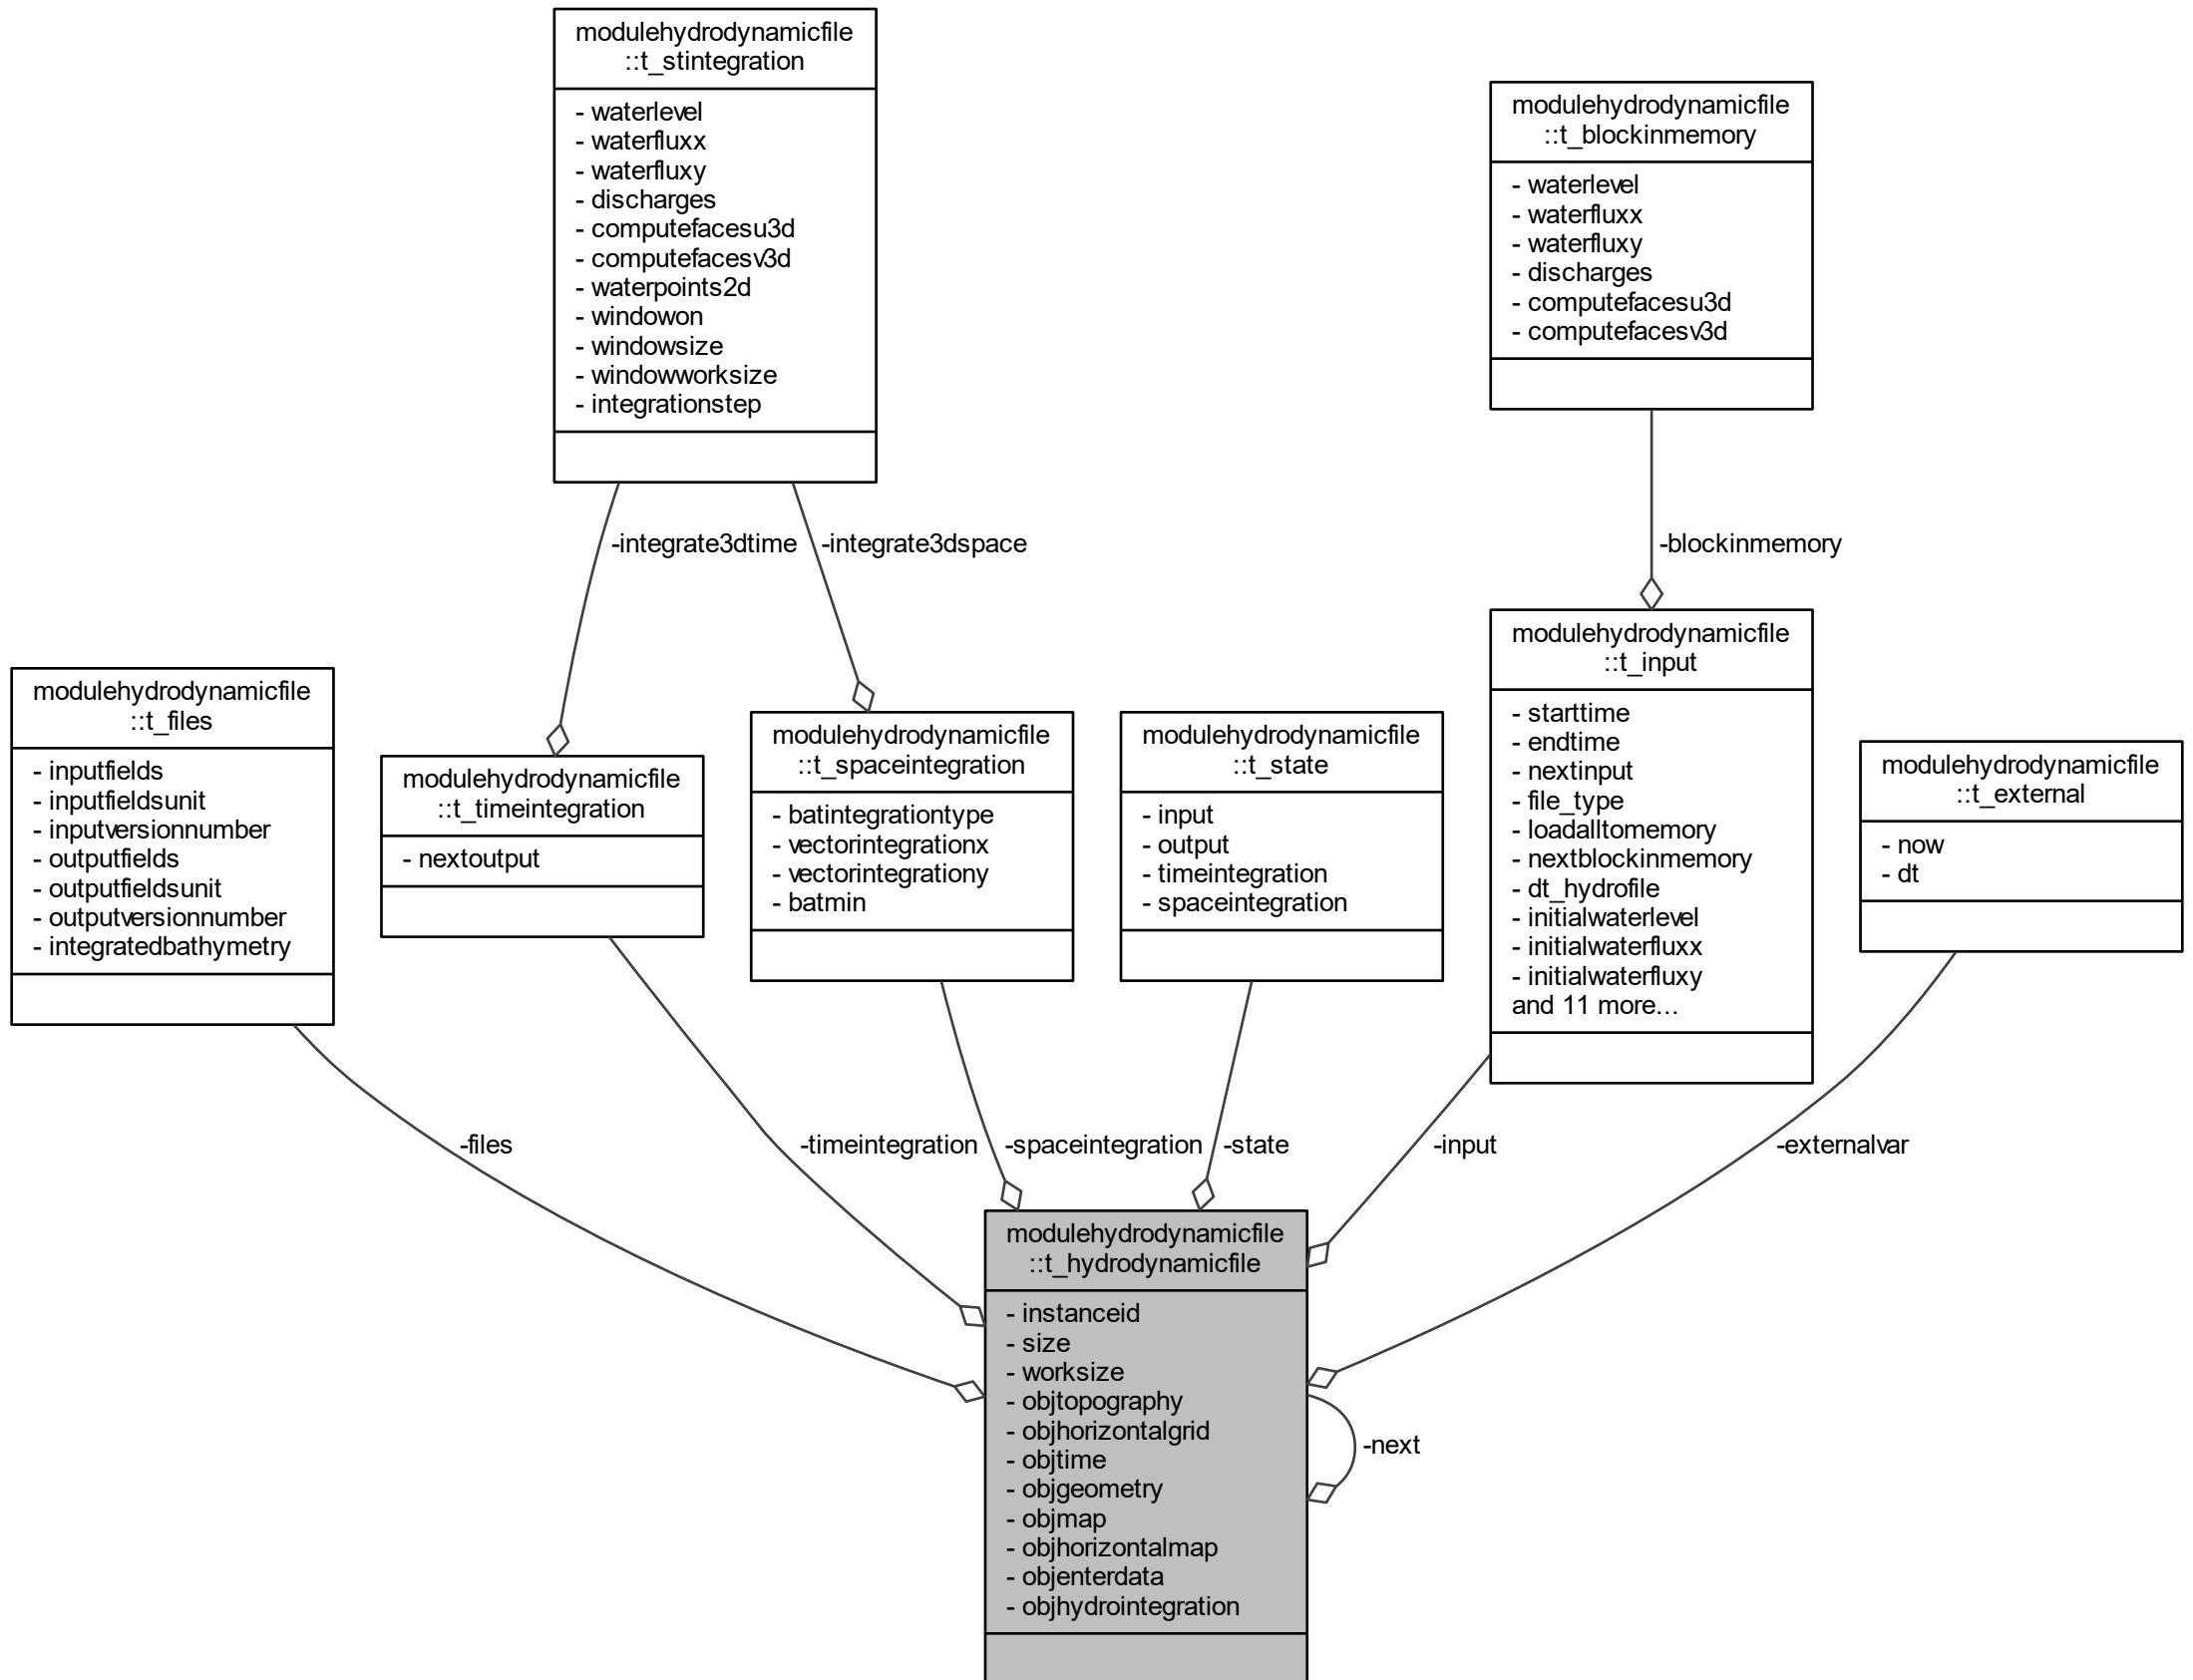 modulehydrodynamicfile
::t_stintegration
- waterlevel
- waterfluxx
- waterfluxy
- discharges
- computefacesu3d
- computefacesv3d
- waterpoints2d
- windowon
- windowsize
- windowworksize
- integrationstep
modulehydrodynamicfile
::t_blockinmemory
- waterlevel
- waterfluxx
- waterfluxy
- discharges
- computefacesu3d
- computefacesv3d
-integrate3dtime
-integrate3dspace
-blockinmemory
modulehydrodynamicfile
::t_files
- inputfields
- inputfieldsunit
- inputversionnumber
- outputfields
- outputfieldsunit
- outputversionnumber
- integratedbathymetry
modulehydrodynamicfile
::t_timeintegration
- nextoutput
modulehydrodynamicfile
::t_spaceintegration
- batintegrationtype
- vectorintegrationx
- vectorintegrationy
- batmin
modulehydrodynamicfile
::t_state
- input
- output
- timeintegration
- spaceintegration
modulehydrodynamicfile
::t_input
- starttime
- endtime
- nextinput
- file_type
- loadalltomemory
- nextblockinmemory
- dt_hydrofile
- initialwaterlevel
- initialwaterfluxx
- initialwaterfluxy
and 11 more...
modulehydrodynamicfile
::t_external
- now
- dt
-files
-timeintegration
-spaceintegration
-state
-input
-externalvar
modulehydrodynamicfile
::t_hydrodynamicfile
- instanceid
- size
- worksize
- objtopography
- objhorizontalgrid
- objtime
- objgeometry
- objmap
- objhorizontalmap
- objenterdata
- objhydrointegration
-next